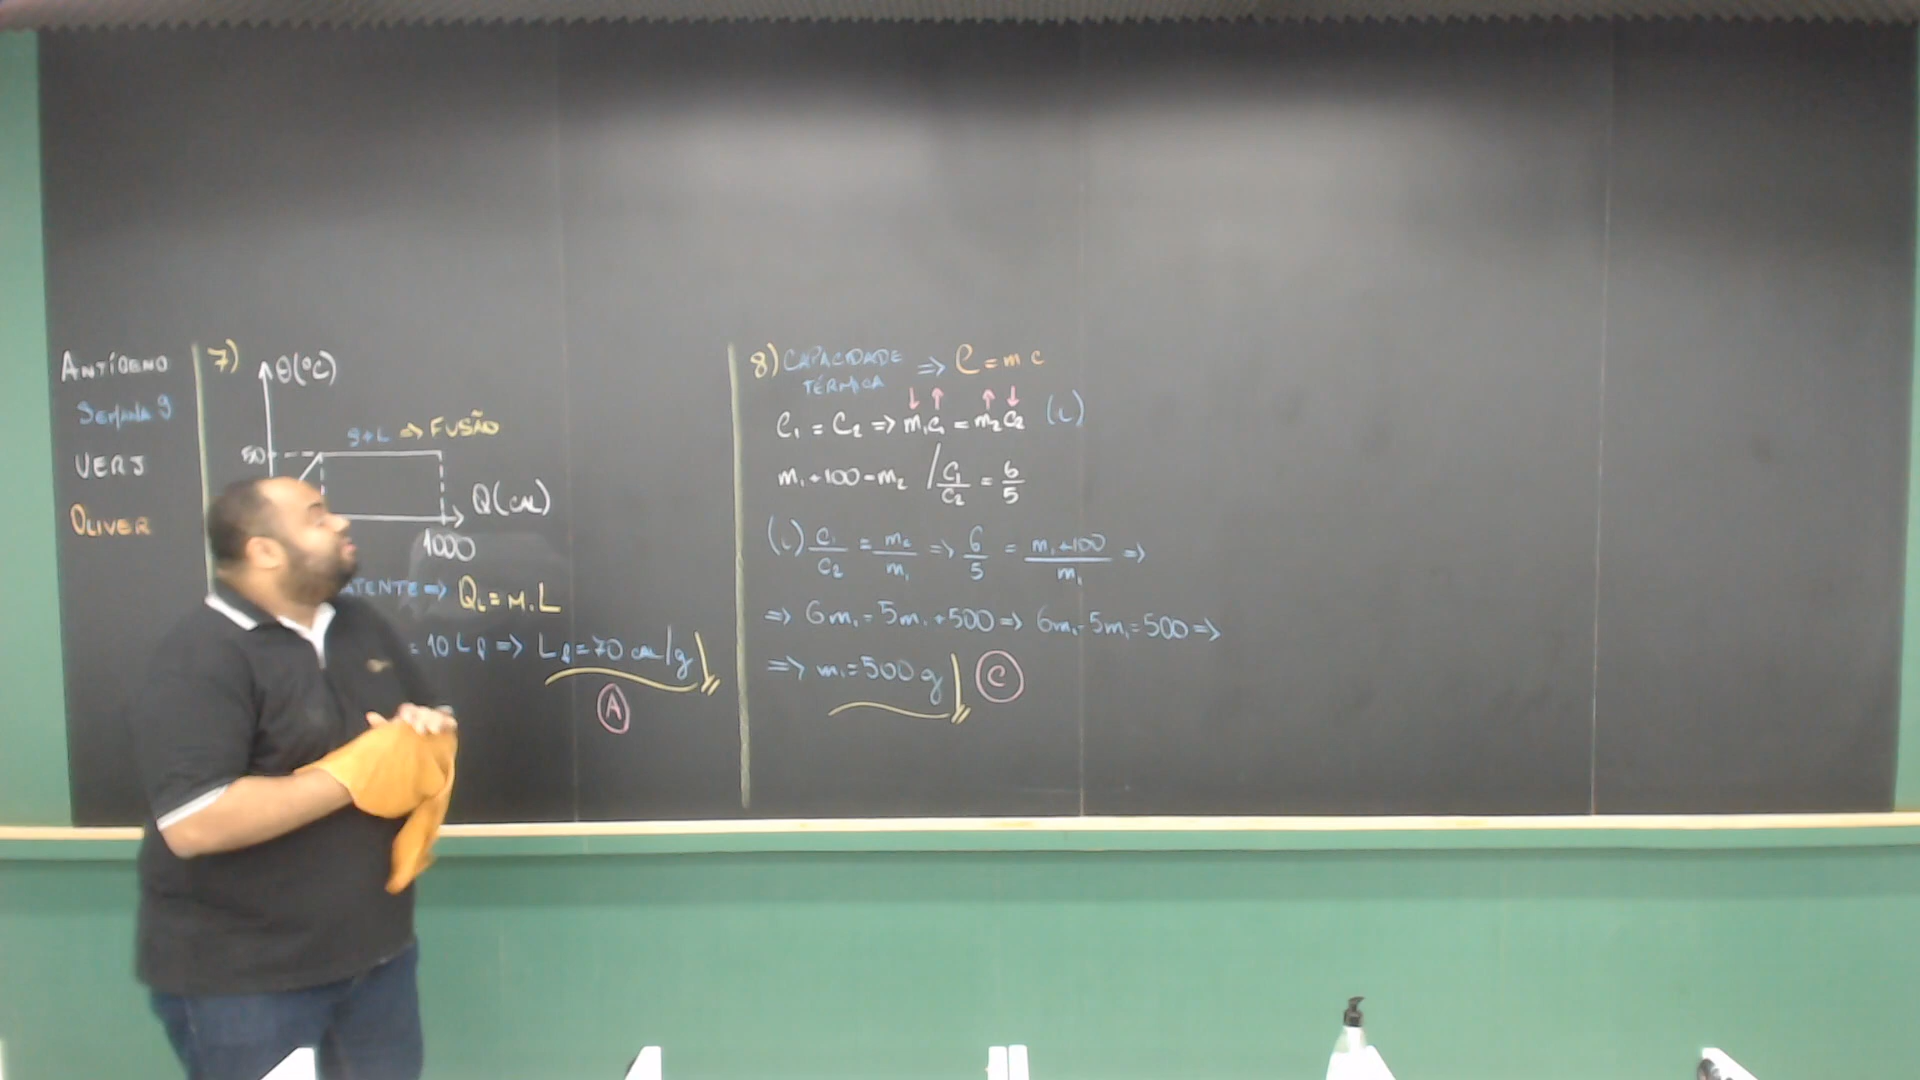 ANTÍGENO
SEMANA 9
UERJ
OLIVER
7)
θ(°C)
S+L => FUSÃO
50
Q(CAL)
1000
ATENTE => QL = M.L
= 10 Lf => Lf = 70 cal/g
A
8) CAPACIDADE TÉRMICA => C = m c
↓ ↑ ↑ ↓
C1 = C2 => m1c1 = m2c2 (i)
m1 + 100 = m2 / c1/c2 = 6/5
(i) c1/c2 = m2/m1 => 6/5 = m1+100/m1 =>
=> 6m1 = 5m1 + 500 => 6m1 - 5m1 = 500 =>
=> m1 = 500 g
C